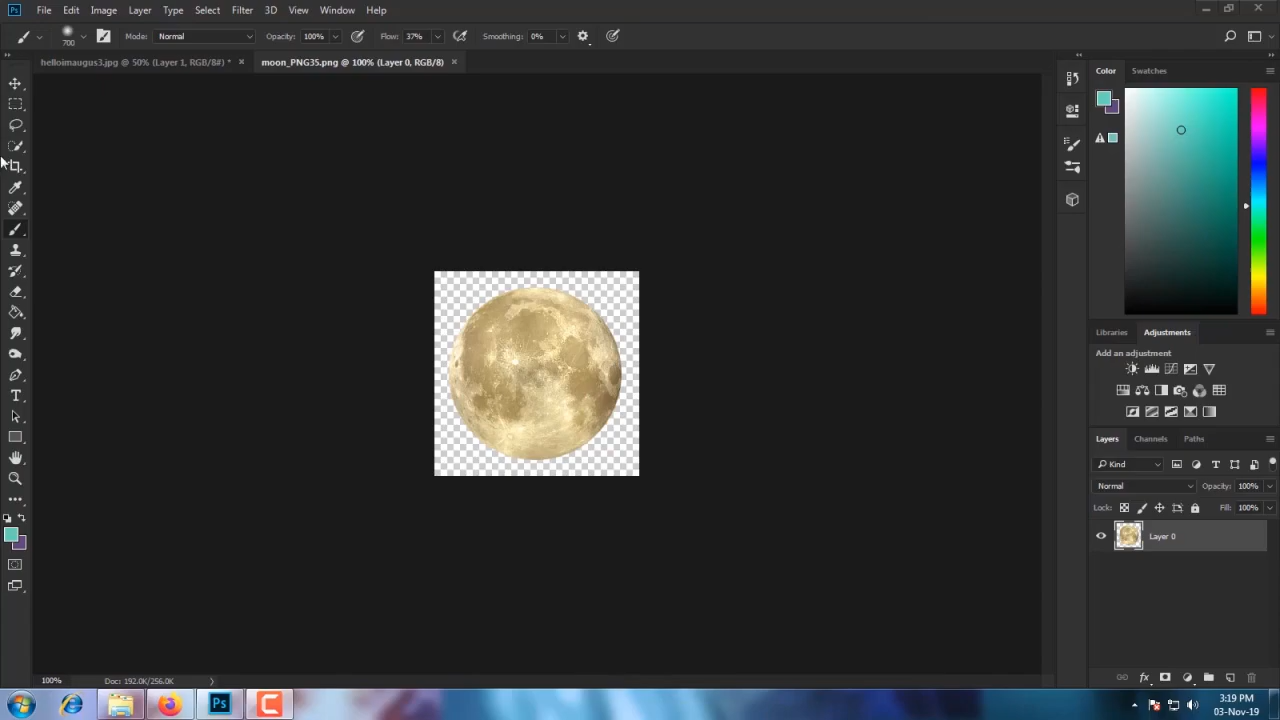 Ps File Edit Image Layer Type Select Filter 3D View Window Help
700 Mode: Normal Opacity: 100% Flow: 37% Smoothing: 0%
helloimaugus3.jpg @ 50% (Layer 1, RGB/8#) * moon_PNG35.png @ 100% (Layer 0, RGB/8)
Color Swatches
Libraries Adjustments
Add an adjustment
Layers Channels Paths
Kind
Normal Opacity: 100%
Lock: Fill: 100%
Layer 0
100% Doc: 192.0K/256.0K
Ps
3:19 PM
03-Nov-19